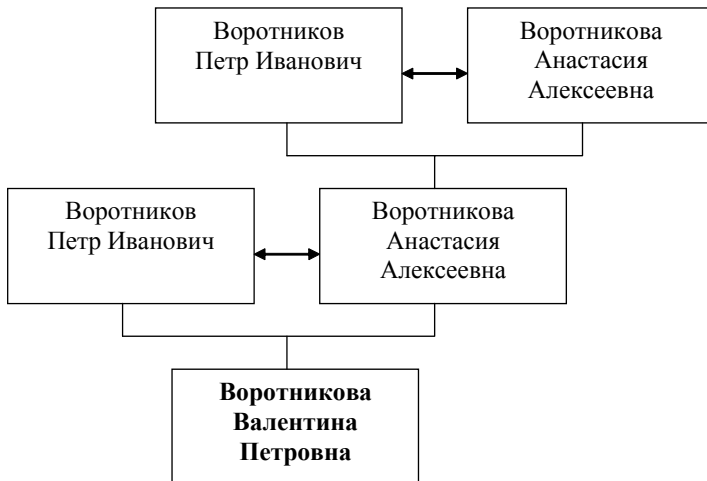 Воротников
Петр Иванович
Воротникова
Анастасия
Алексеевна
Воротников
Петр Иванович
Воротникова
Анастасия
Алексеевна
Воротникова
Валентина
Петровна